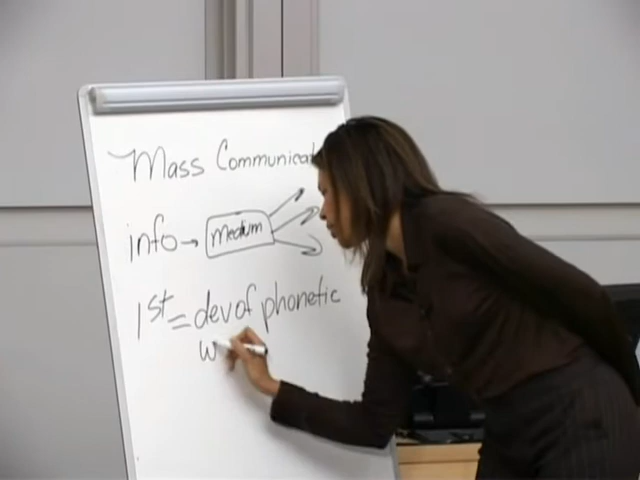 Mass Communicat
info → medium
1st = dev of phonetic
w